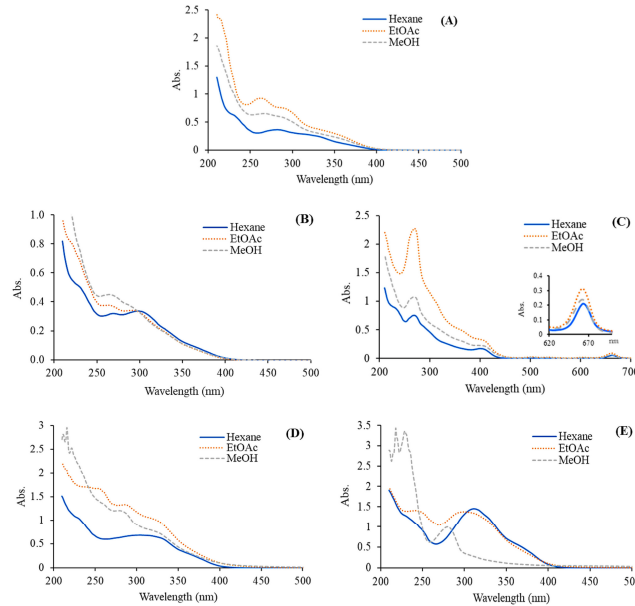 (A)
Hexane
EtOAc
MeOH
Abs.
2.5
2.0
1.5
1.0
0.5
0.0
200 250 300 350 400 450 500
Wavelength (nm)
(B)
Hexane
EtOAc
MeOH
Abs.
1.0
0.8
0.6
0.4
0.2
0.0
200 250 300 350 400 450 500
Wavelength (nm)
(C)
Hexane
EtOAc
MeOH
Abs.
2.5
2
1.5
1
0.5
0
200 300 400 500 600 700
Wavelength (nm)
Abs.
0.4
0.3
0.2
0.1
0
620 670 nm
(D)
Hexane
EtOAc
MeOH
Abs.
3
2.5
2
1.5
1
0.5
0
200 250 300 350 400 450 500
Wavelength (nm)
(E)
Hexane
EtOAc
MeOH
Abs.
3.5
3
2.5
2
1.5
1
0.5
0
200 250 300 350 400 450 500
Wavelength (nm)